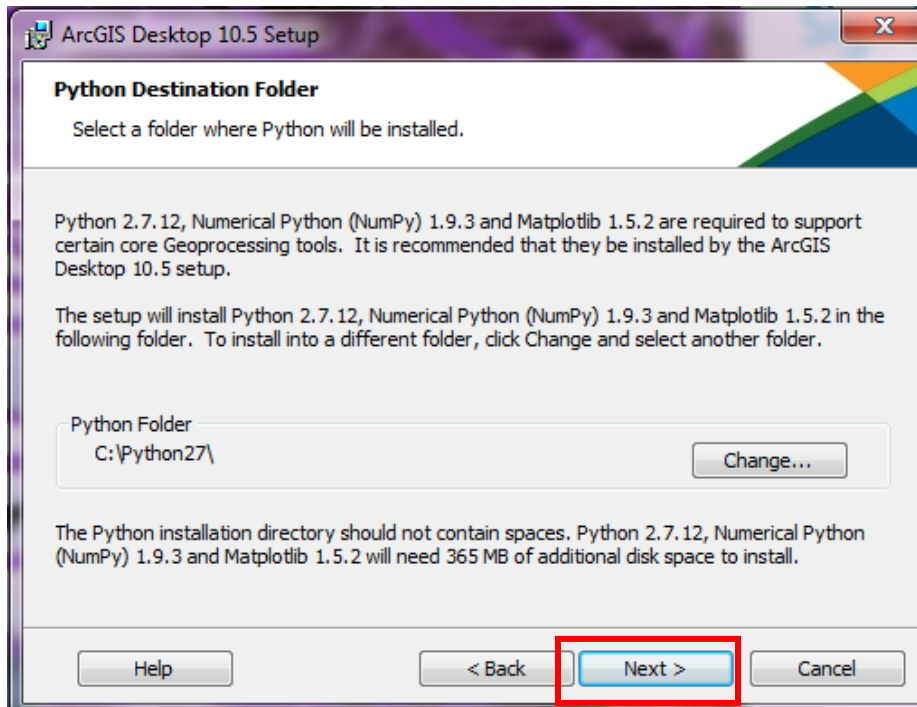 ArcGIS Desktop 10.5 Setup
Python Destination Folder
Select a folder where Python will be installed.
Python 2.7.12, Numerical Python (NumPy) 1.9.3 and Matplotlib 1.5.2 are required to support
certain core Geoprocessing tools.  It is recommended that they be installed by the ArcGIS
Desktop 10.5 setup.
The setup will install Python 2.7.12, Numerical Python (NumPy) 1.9.3 and Matplotlib 1.5.2 in the
following folder.  To install into a different folder, click Change and select another folder.
Python Folder
C:\Python27\
Change...
The Python installation directory should not contain spaces. Python 2.7.12, Numerical Python
(NumPy) 1.9.3 and Matplotlib 1.5.2 will need 365 MB of additional disk space to install.
Help
< Back
Next >
Cancel